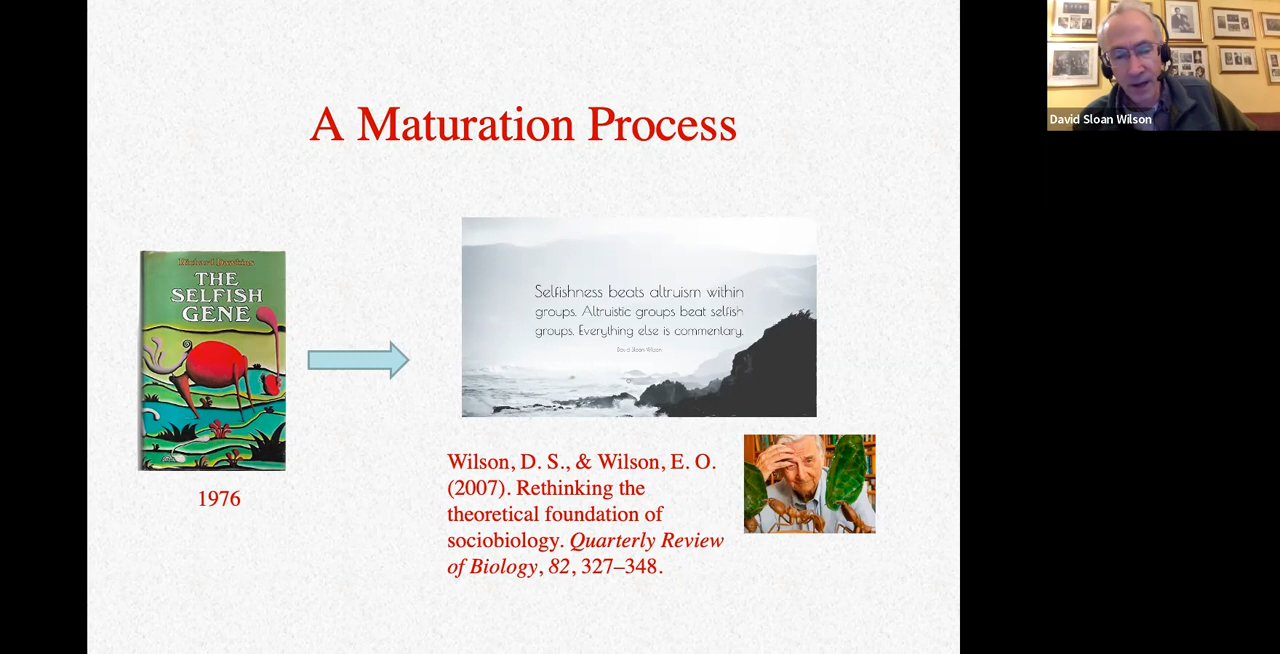 A Maturation Process
Richard Dawkins
THE
SELFISH
GENE
1976
Selfishness beats altruism within
groups. Altruistic groups beat selfish
groups. Everything else is commentary.
David Sloan Wilson
Wilson, D. S., & Wilson, E. O.
(2007). Rethinking the
theoretical foundation of
sociobiology. Quarterly Review
of Biology, 82, 327–348.
David Sloan Wilson